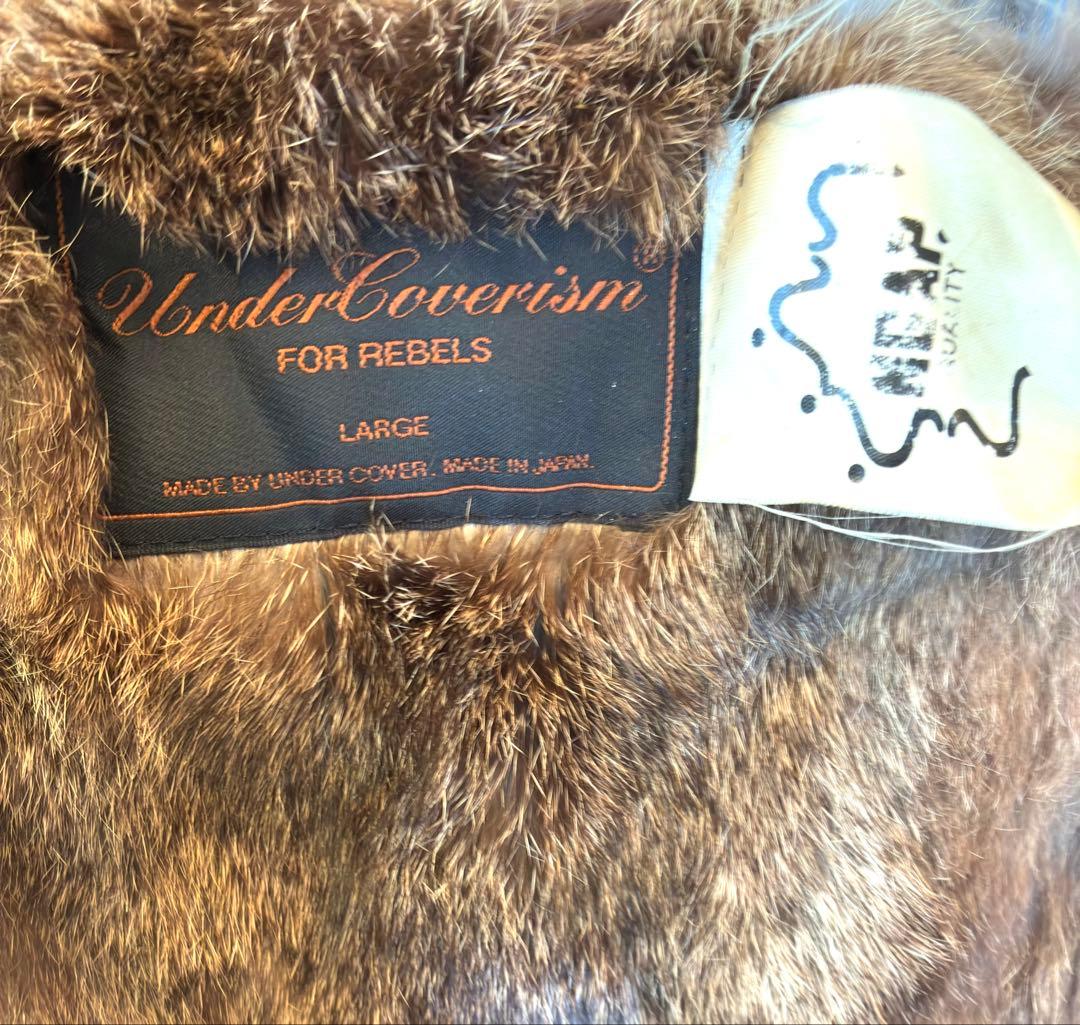 UnderCoverism®
FOR REBELS
LARGE
MADE BY UNDER COVER. MADE IN JAPAN.